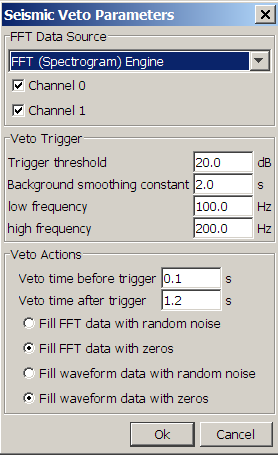 Seismic Veto Parameters
FFT Data Source
FFT (Spectrogram) Engine
Channel 0
Channel 1
Veto Trigger
Trigger threshold 20.0 dB
Background smoothing constant 2.0 s
low frequency 100.0 Hz
high frequency 200.0 Hz
Veto Actions
Veto time before trigger 0.1 s
Veto time after trigger 1.2 s
Fill FFT data with random noise
Fill FFT data with zeros
Fill waveform data with random noise
Fill waveform data with zeros
Ok Cancel